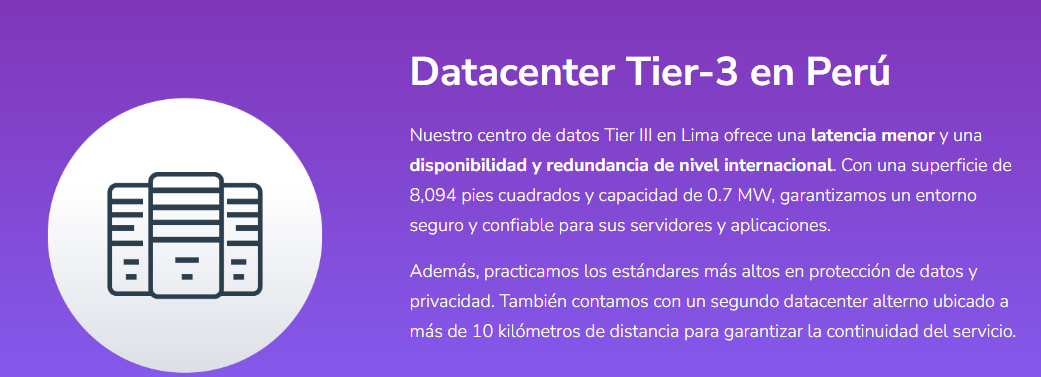 Datacenter Tier-3 en Perú
Nuestro centro de datos Tier III en Lima ofrece una latencia menor y una
disponibilidad y redundancia de nivel internacional. Con una superficie de
8,094 pies cuadrados y capacidad de 0.7 MW, garantizamos un entorno
seguro y confiable para sus servidores y aplicaciones.
Además, practicamos los estándares más altos en protección de datos y
privacidad. También contamos con un segundo datacenter alterno ubicado a
más de 10 kilómetros de distancia para garantizar la continuidad del servicio.